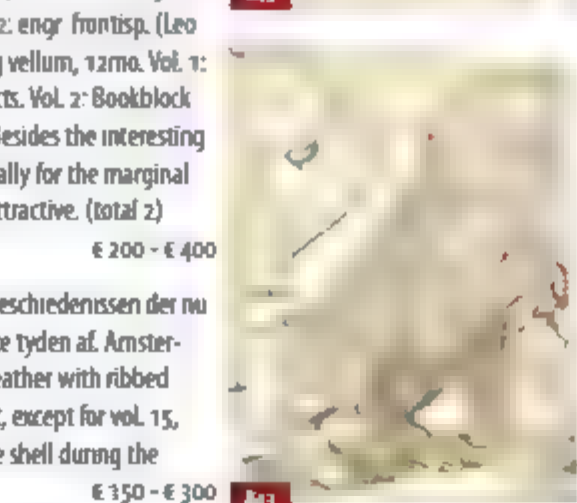 2: engr frontisp. (Leo
vellum, 12mo. Vol. 1:
cts. Vol. 2: Bookblock
Besides the interesting
ally for the marginal
ttractive. (total 2)
€ 200 - € 400
eschiedenissen der nu
e tyden af. Amster-
eather with ribbed
, except for vol. 15,
e shell during the
€ 150 - € 300